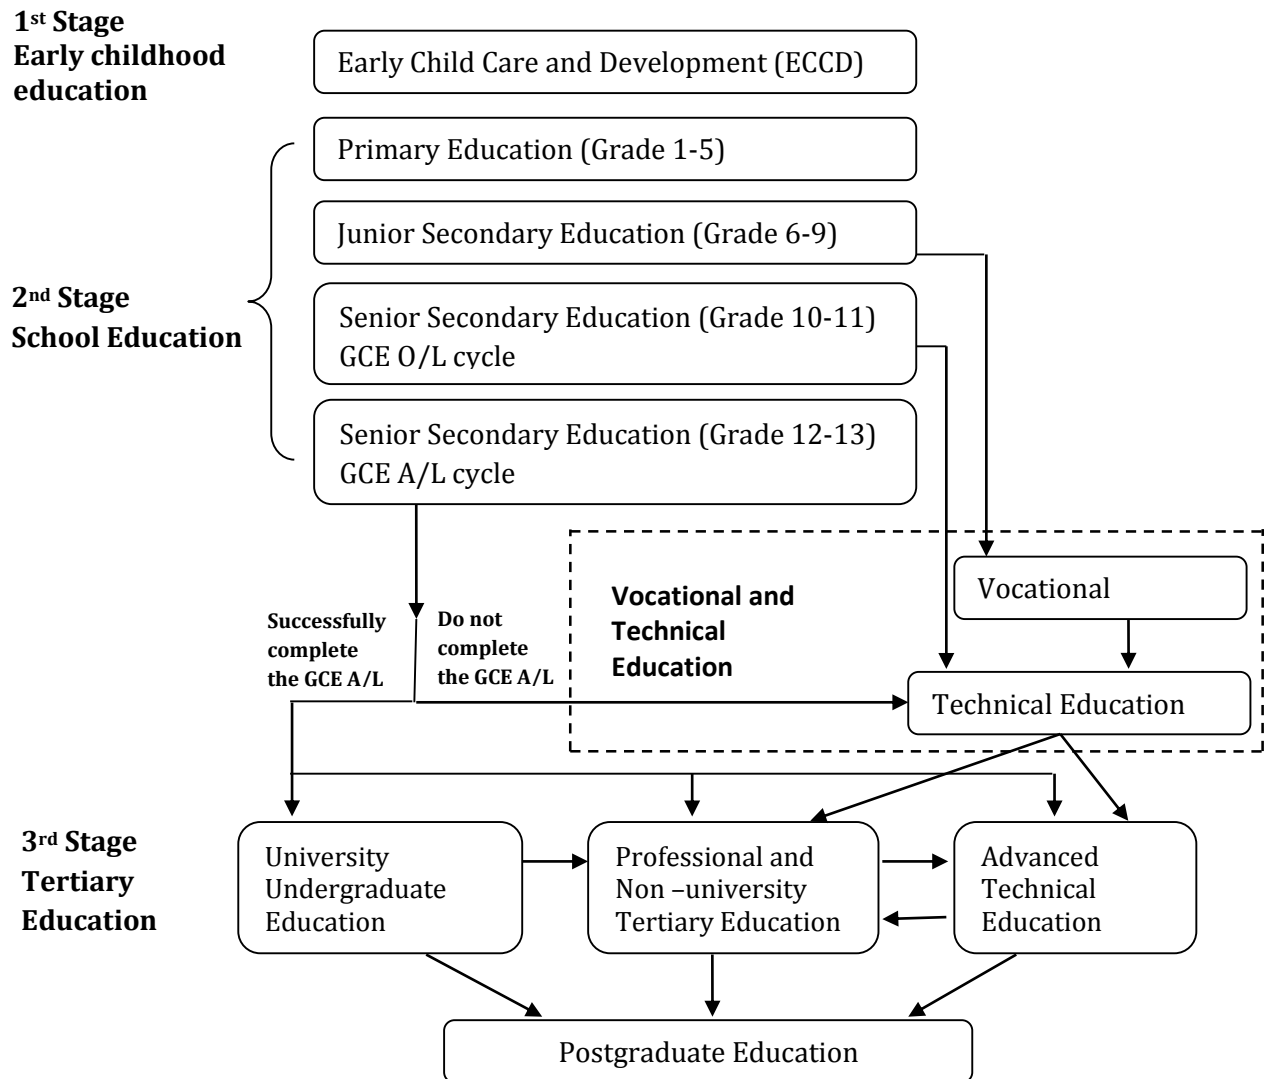 1st Stage
Early childhood
education
Early Child Care and Development (ECCD)
Primary Education (Grade 1-5)
Junior Secondary Education (Grade 6-9)
2nd Stage
School Education
Senior Secondary Education (Grade 10-11)
GCE O/L cycle
Senior Secondary Education (Grade 12-13)
GCE A/L cycle
Successfully
complete
the GCE A/L
Do not
complete
the GCE A/L
Vocational and
Technical
Education
Vocational
Technical Education
3rd Stage
Tertiary
Education
University
Undergraduate
Education
Professional and
Non –university
Tertiary Education
Advanced
Technical
Education
Postgraduate Education